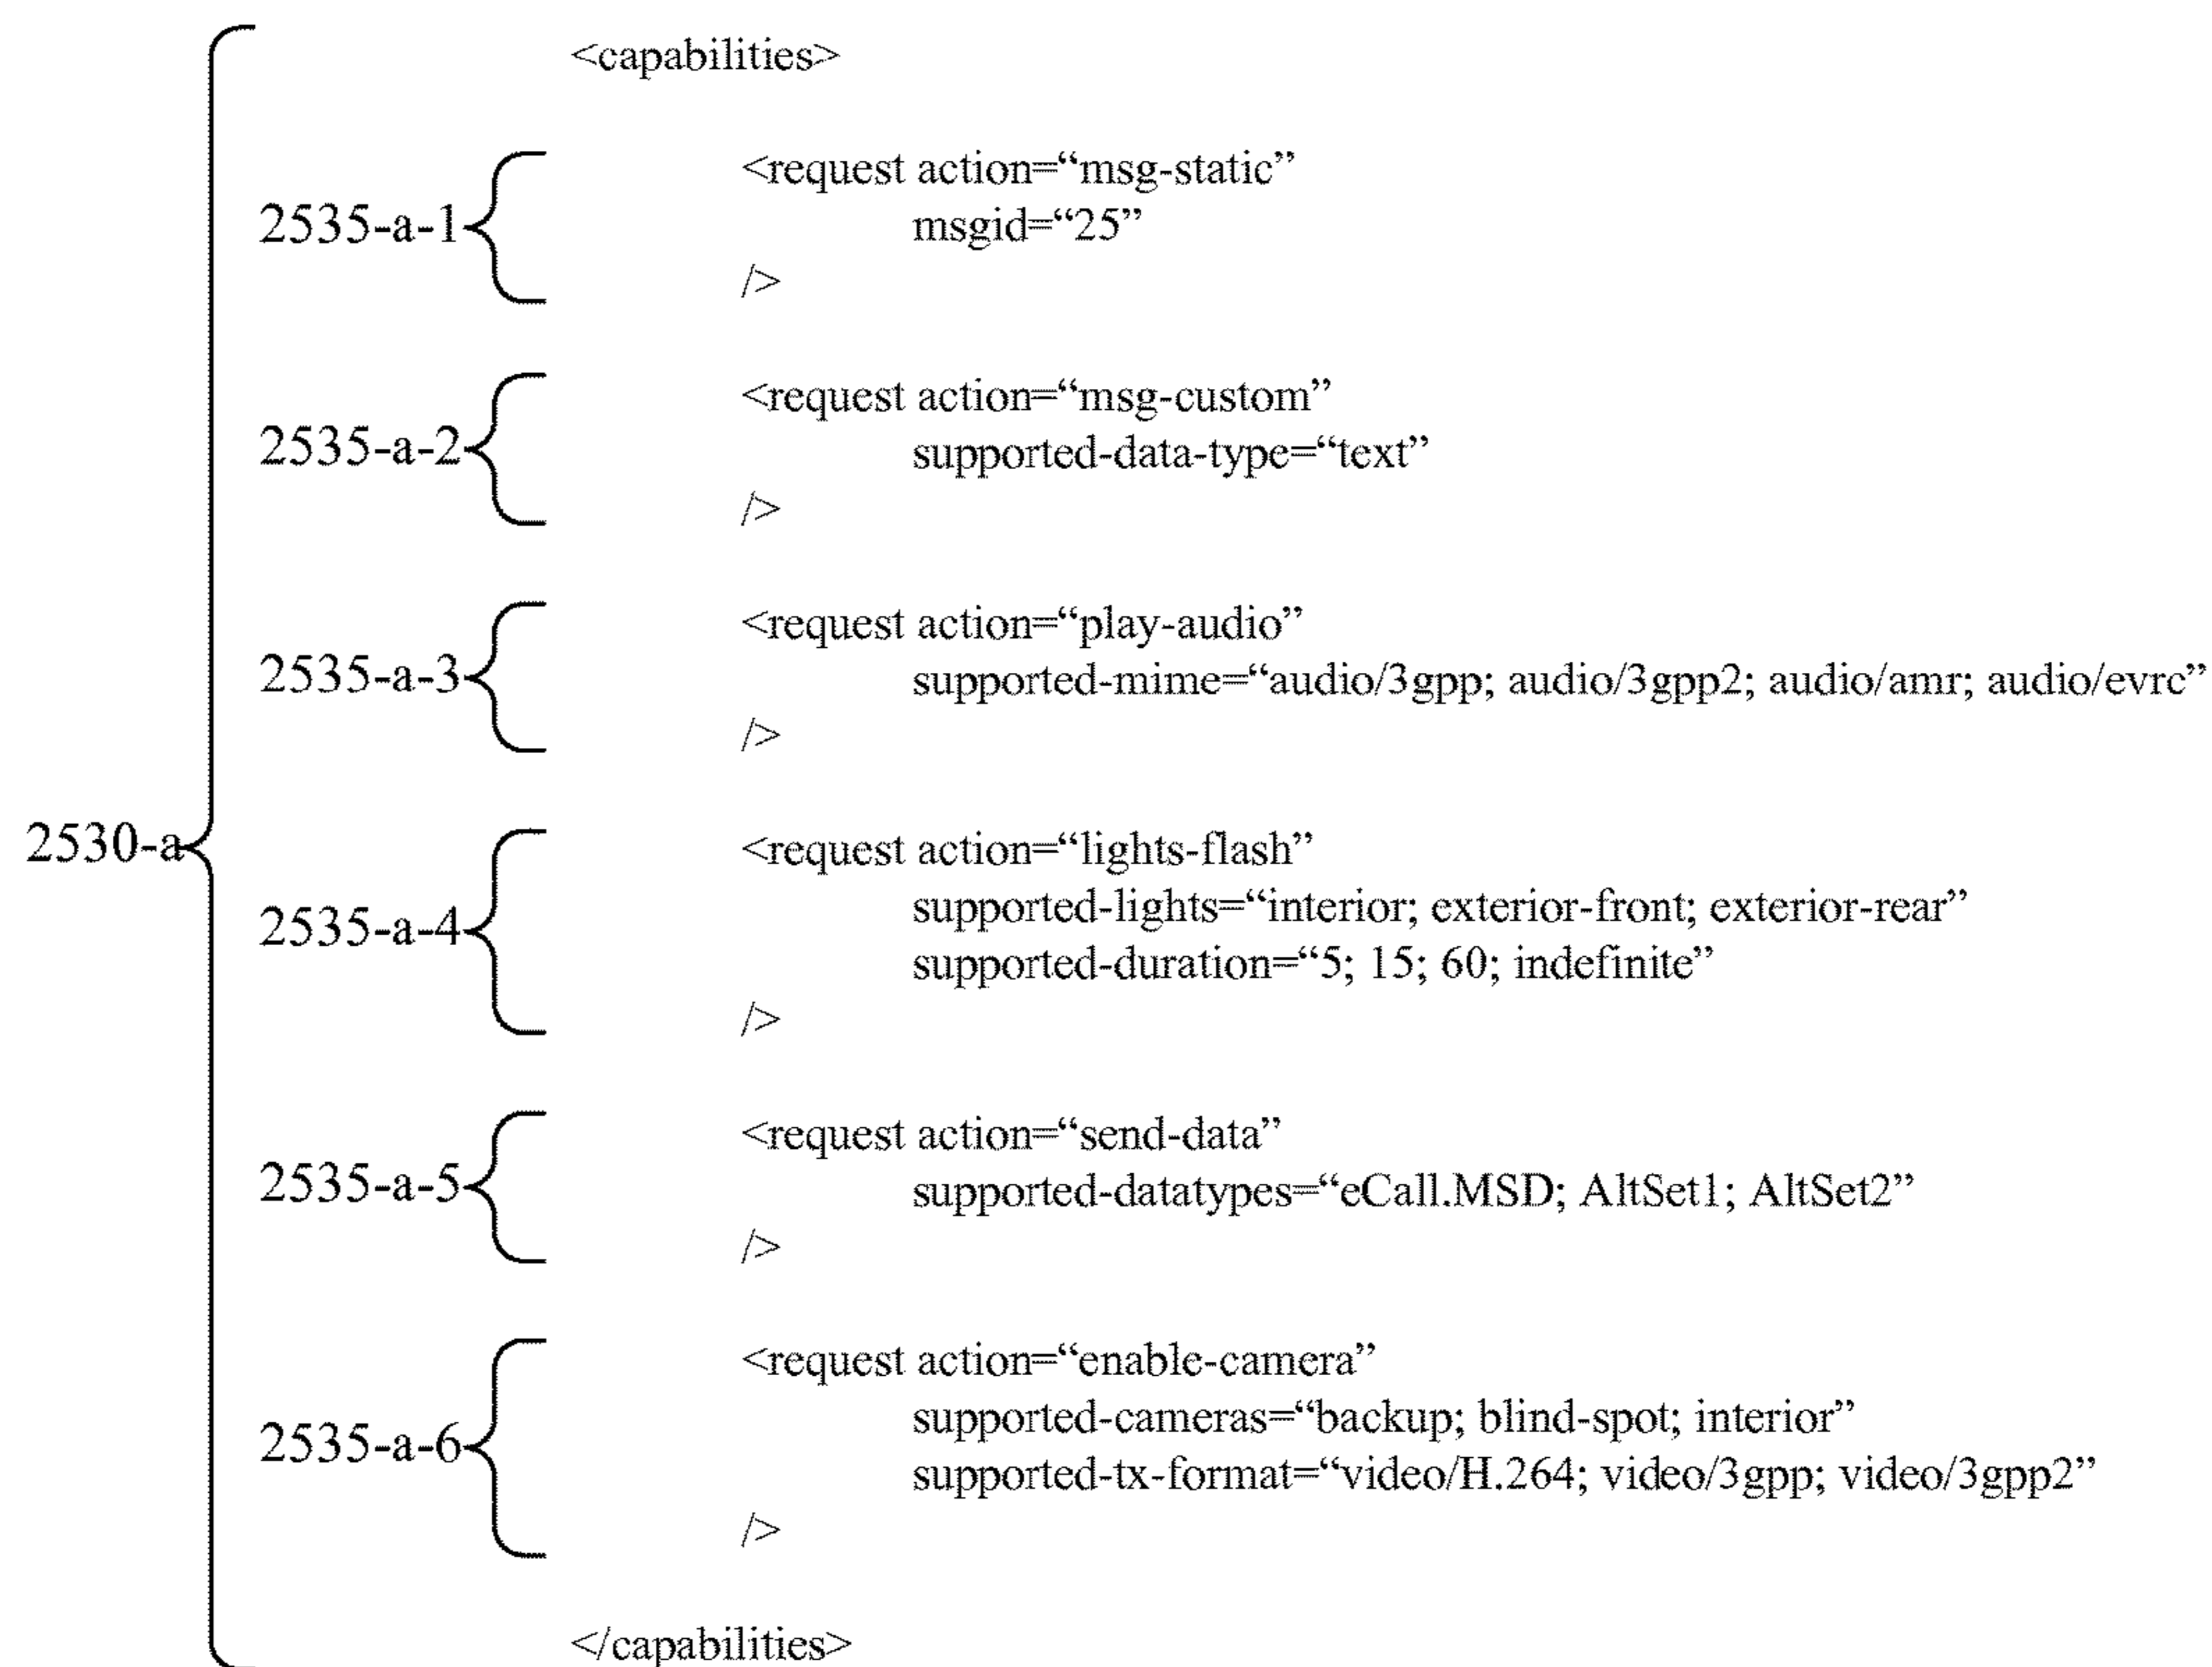 <capabilities>
<request action=“msg-static”
2535-a-1 msgid=“25”
/>
<request action=“msg-custom”
2535-a-2 supported-data-type=“text”
/>
<request action=“play-audio”
2535-a-3 supported-mime=“audio/3gpp; audio/3gpp2; audio/amr; audio/evrc”
/>
2530-a <request action=“lights-flash”
2535-a-4 supported-lights=“interior; exterior-front; exterior-rear”
supported-duration=“5; 15; 60; indefinite”
/>
<request action=“send-data”
2535-a-5 supported-datatypes=“eCall.MSD; AltSet1; AltSet2”
/>
<request action=“enable-camera”
2535-a-6 supported-cameras=“backup; blind-spot; interior”
supported-tx-format=“video/H.264; video/3gpp; video/3gpp2”
/>
</capabilities>